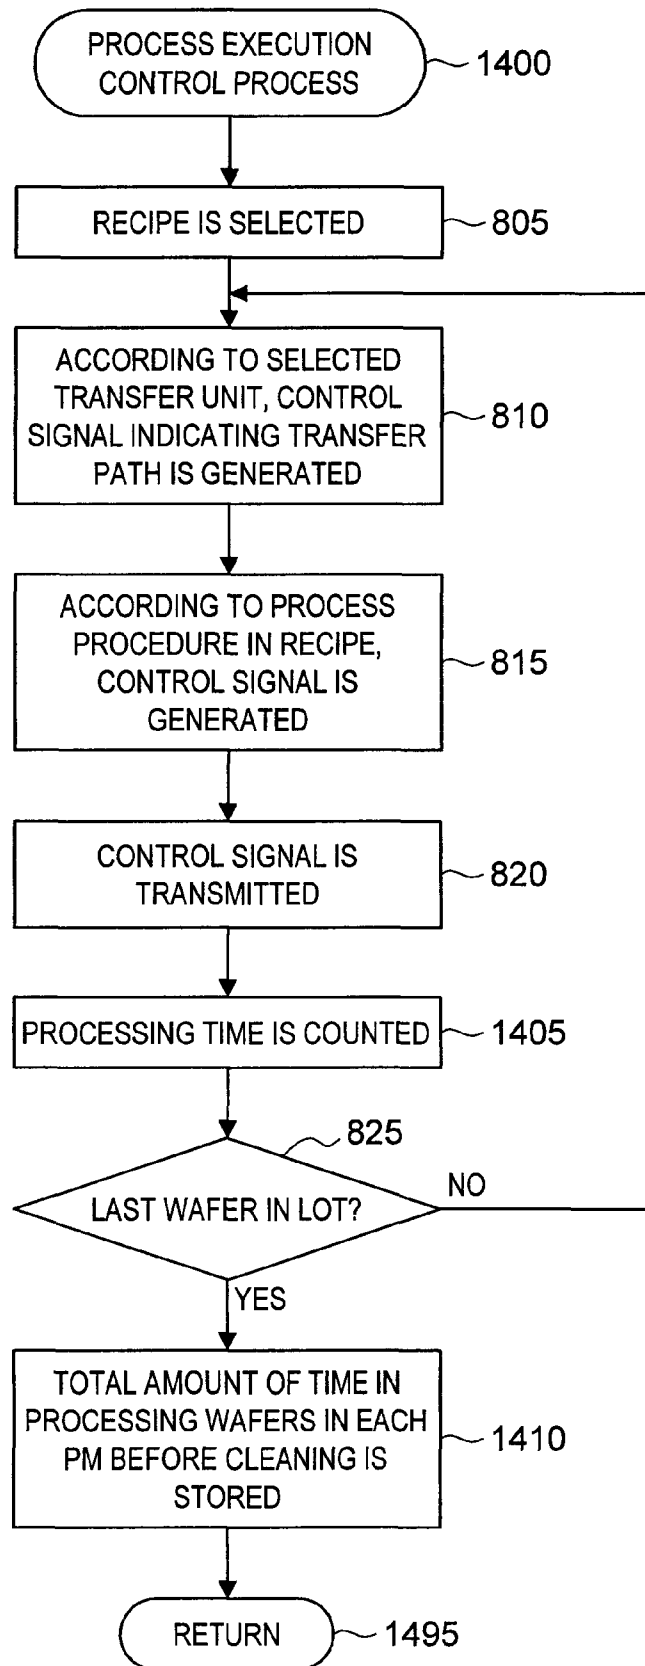 PROCESS EXECUTION
CONTROL PROCESS
1400
RECIPE IS SELECTED
805
ACCORDING TO SELECTED
TRANSFER UNIT, CONTROL
SIGNAL INDICATING TRANSFER
PATH IS GENERATED
810
ACCORDING TO PROCESS
PROCEDURE IN RECIPE,
CONTROL SIGNAL IS
GENERATED
815
CONTROL SIGNAL IS
TRANSMITTED
820
PROCESSING TIME IS COUNTED
1405
825
LAST WAFER IN LOT?
NO
YES
TOTAL AMOUNT OF TIME IN
PROCESSING WAFERS IN EACH
PM BEFORE CLEANING IS
STORED
1410
RETURN
1495